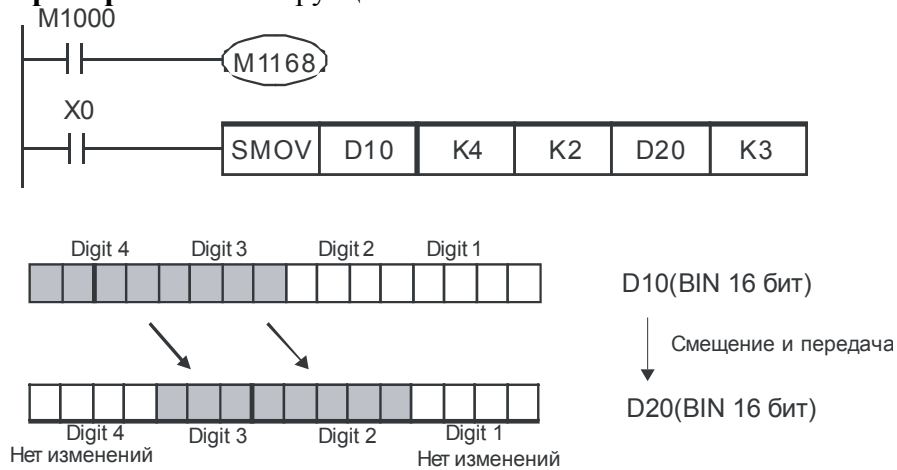 M1000
M1168
X0
SMOV D10 K4 K2 D20 K3
Digit 4 Digit 3 Digit 2 Digit 1
D10(BIN 16 бит)
Смещение и передача
D20(BIN 16 бит)
Digit 4 Digit 3 Digit 2 Digit 1
Нет изменений Нет изменений